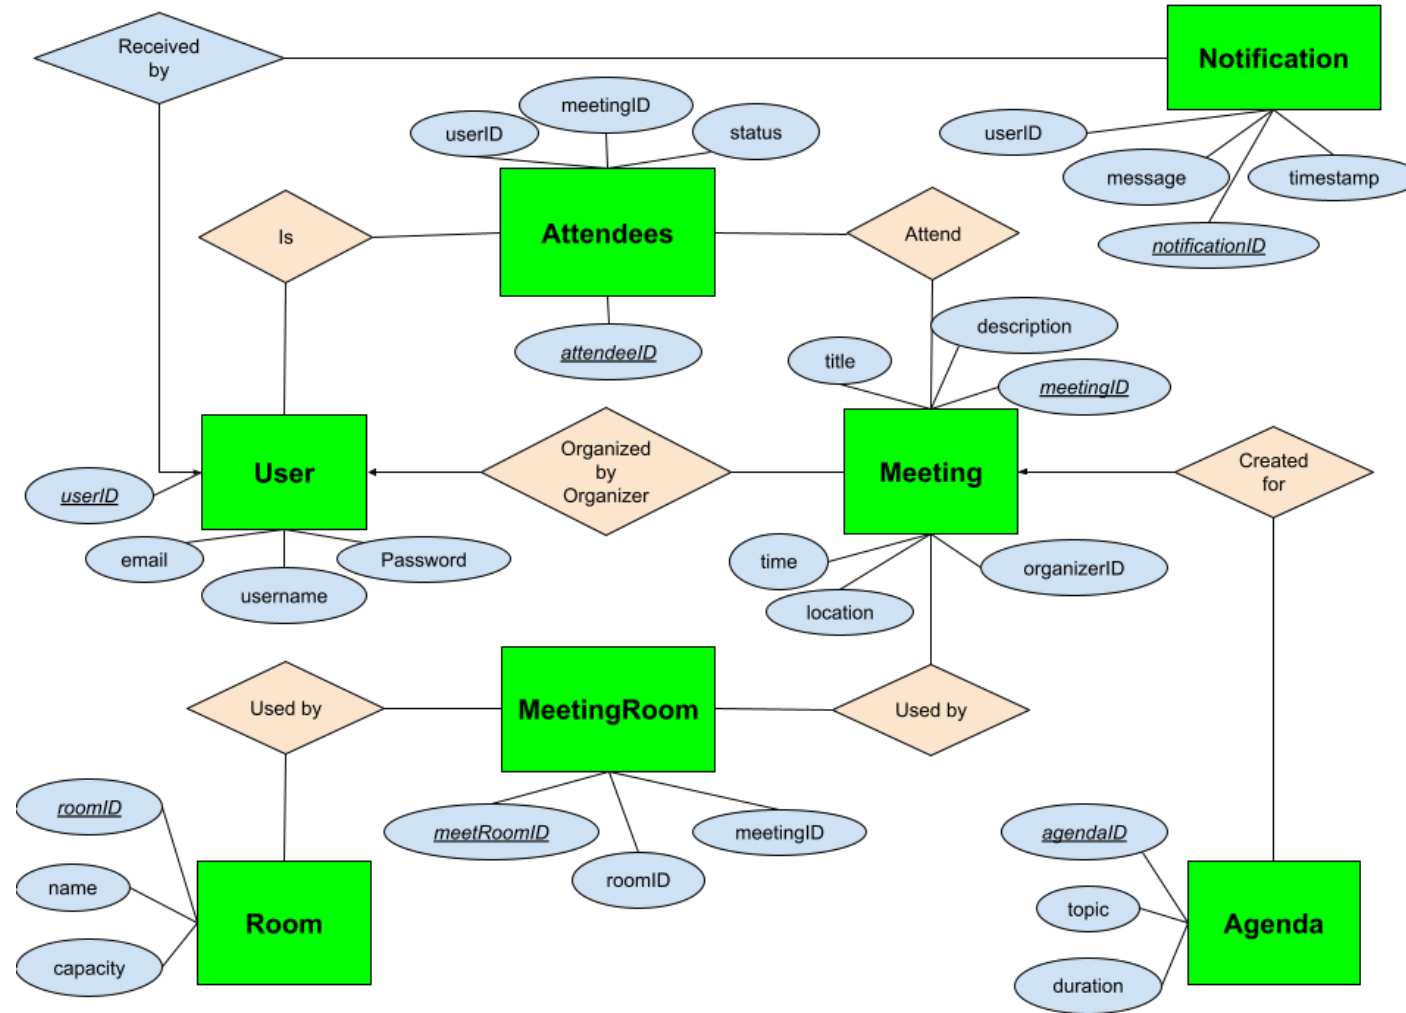 Received
by
Notification
meetingID
userID
status
userID
message
timestamp
notificationID
Is
Attendees
Attend
attendeeID
description
title
meetingID
User
Organized
by
Organizer
Meeting
Created
for
userID
email
Password
username
time
organizerID
location
Used by
MeetingRoom
Used by
roomID
meetRoomID
meetingID
agendaID
name
roomID
topic
Room
Agenda
capacity
duration